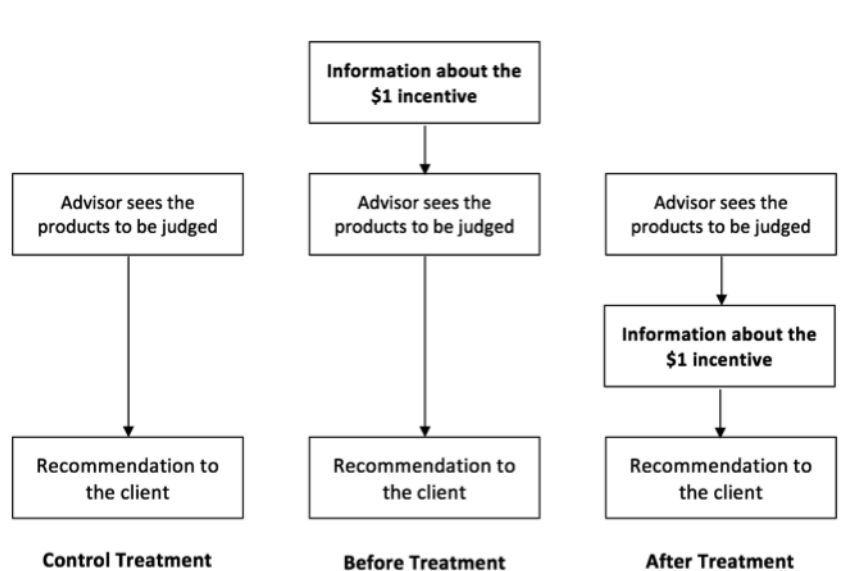 Information about the
$1 incentive
Advisor sees the
products to be judged
Advisor sees the
products to be judged
Advisor sees the
products to be judged
Information about the
$1 incentive
Recommendation to
the client
Recommendation to
the client
Recommendation to
the client
Control Treatment
Before Treatment
After Treatment